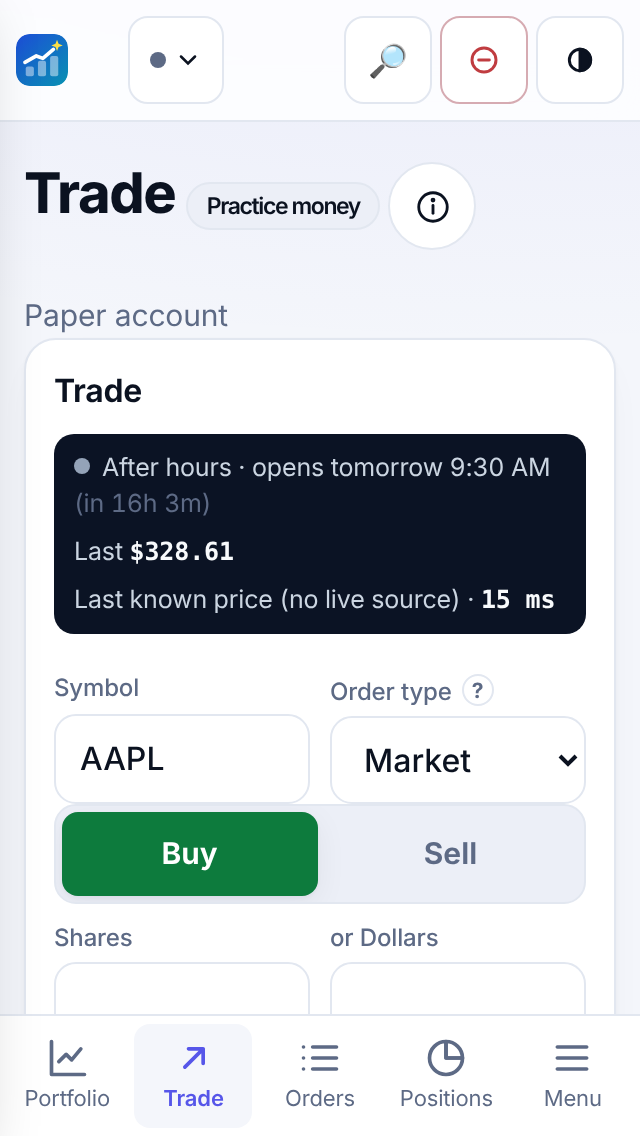 Trade
Practice money
Paper account
Trade
After hours · opens tomorrow 9:30 AM
(in 16h 3m)
Last $328.61
Last known price (no live source) · 15 ms
Symbol
Order type ?
AAPL
Market
Buy
Sell
Shares
or Dollars
Portfolio
Trade
Orders
Positions
Menu